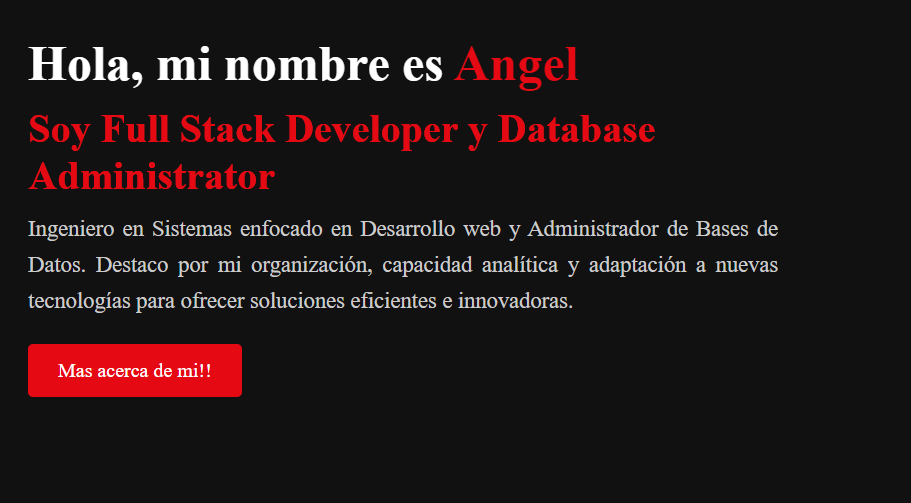 Hola, mi nombre es Angel
Soy Full Stack Developer y Database
Administrator
Ingeniero en Sistemas enfocado en Desarrollo web y Administrador de Bases de
Datos. Destaco por mi organización, capacidad analítica y adaptación a nuevas
tecnologías para ofrecer soluciones eficientes e innovadoras.
Mas acerca de mi!!